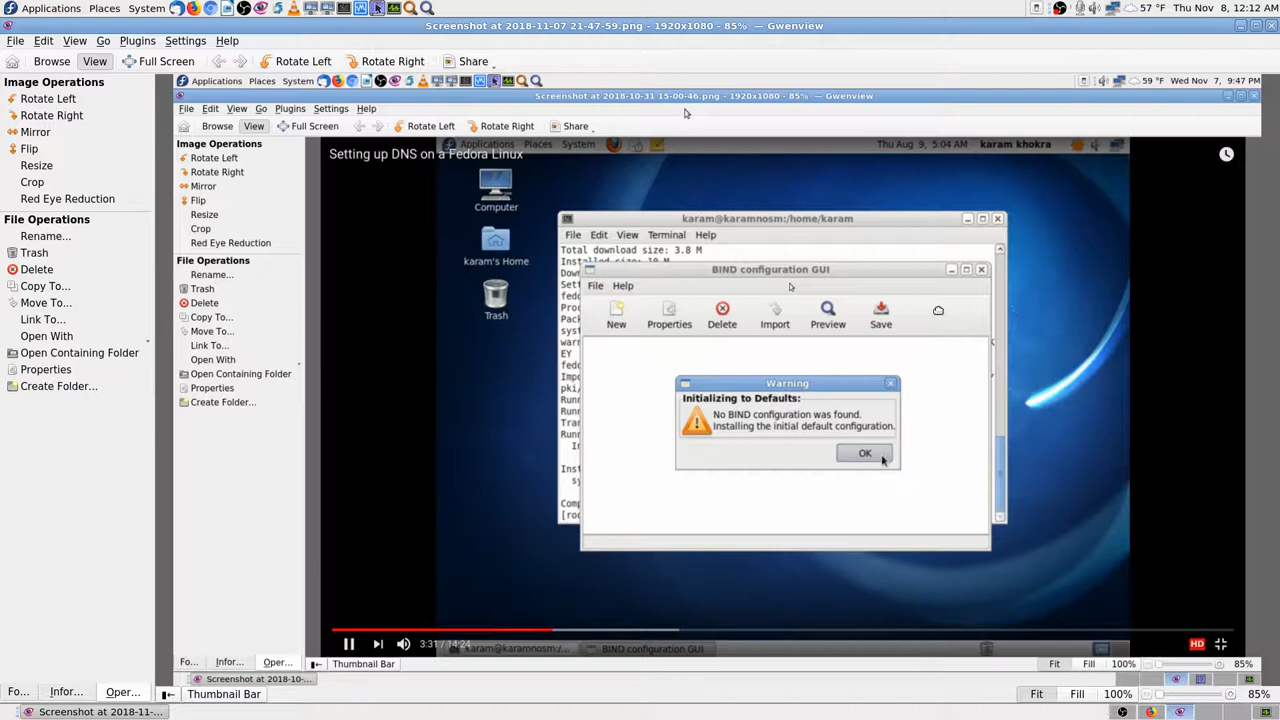 Applications Places System 57 °F Thu Nov 8, 12:12 AM
Screenshot at 2018-11-07 21-47-59.png - 1920x1080 - 85% — Gwenview
File Edit View Go Plugins Settings Help
Browse View Full Screen Rotate Left Rotate Right Share
Image Operations
Rotate Left
Rotate Right
Mirror
Flip
Resize
Crop
Red Eye Reduction
File Operations
Rename...
Trash
Delete
Copy To...
Move To...
Link To...
Open With
Open Containing Folder
Properties
Create Folder...
Applications Places System 59 °F Wed Nov 7, 9:47 PM
Screenshot at 2018-10-31 15-00-46.png - 1920x1080 - 85% — Gwenview
File Edit View Go Plugins Settings Help
Browse View Full Screen Rotate Left Rotate Right Share
Image Operations
Rotate Left
Rotate Right
Mirror
Flip
Resize
Crop
Red Eye Reduction
File Operations
Rename...
Trash
Delete
Copy To...
Move To...
Link To...
Open With
Open Containing Folder
Properties
Create Folder...
Applications Places System Thu Aug 9, 5:04 AM karam khokra
Setting up DNS on a Fedora Linux
Computer
karam's Home
Trash
karam@karamnosm:/home/karam
File Edit View Terminal Help
Total download size: 3.8 M
BIND configuration GUI
File Help
New Properties Delete Import Preview Save
Warning
Initializing to Defaults:
No BIND configuration was found.
Installing the initial default configuration.
OK
3:31 / 14:24 HD
karam@karamnosm:/... BIND configuration GUI
Fo... Infor... Oper... Thumbnail Bar Fit Fill 100% 85%
Screenshot at 2018-10-...
Fo... Infor... Oper... Thumbnail Bar Fit Fill 100% 85%
Screenshot at 2018-11-...